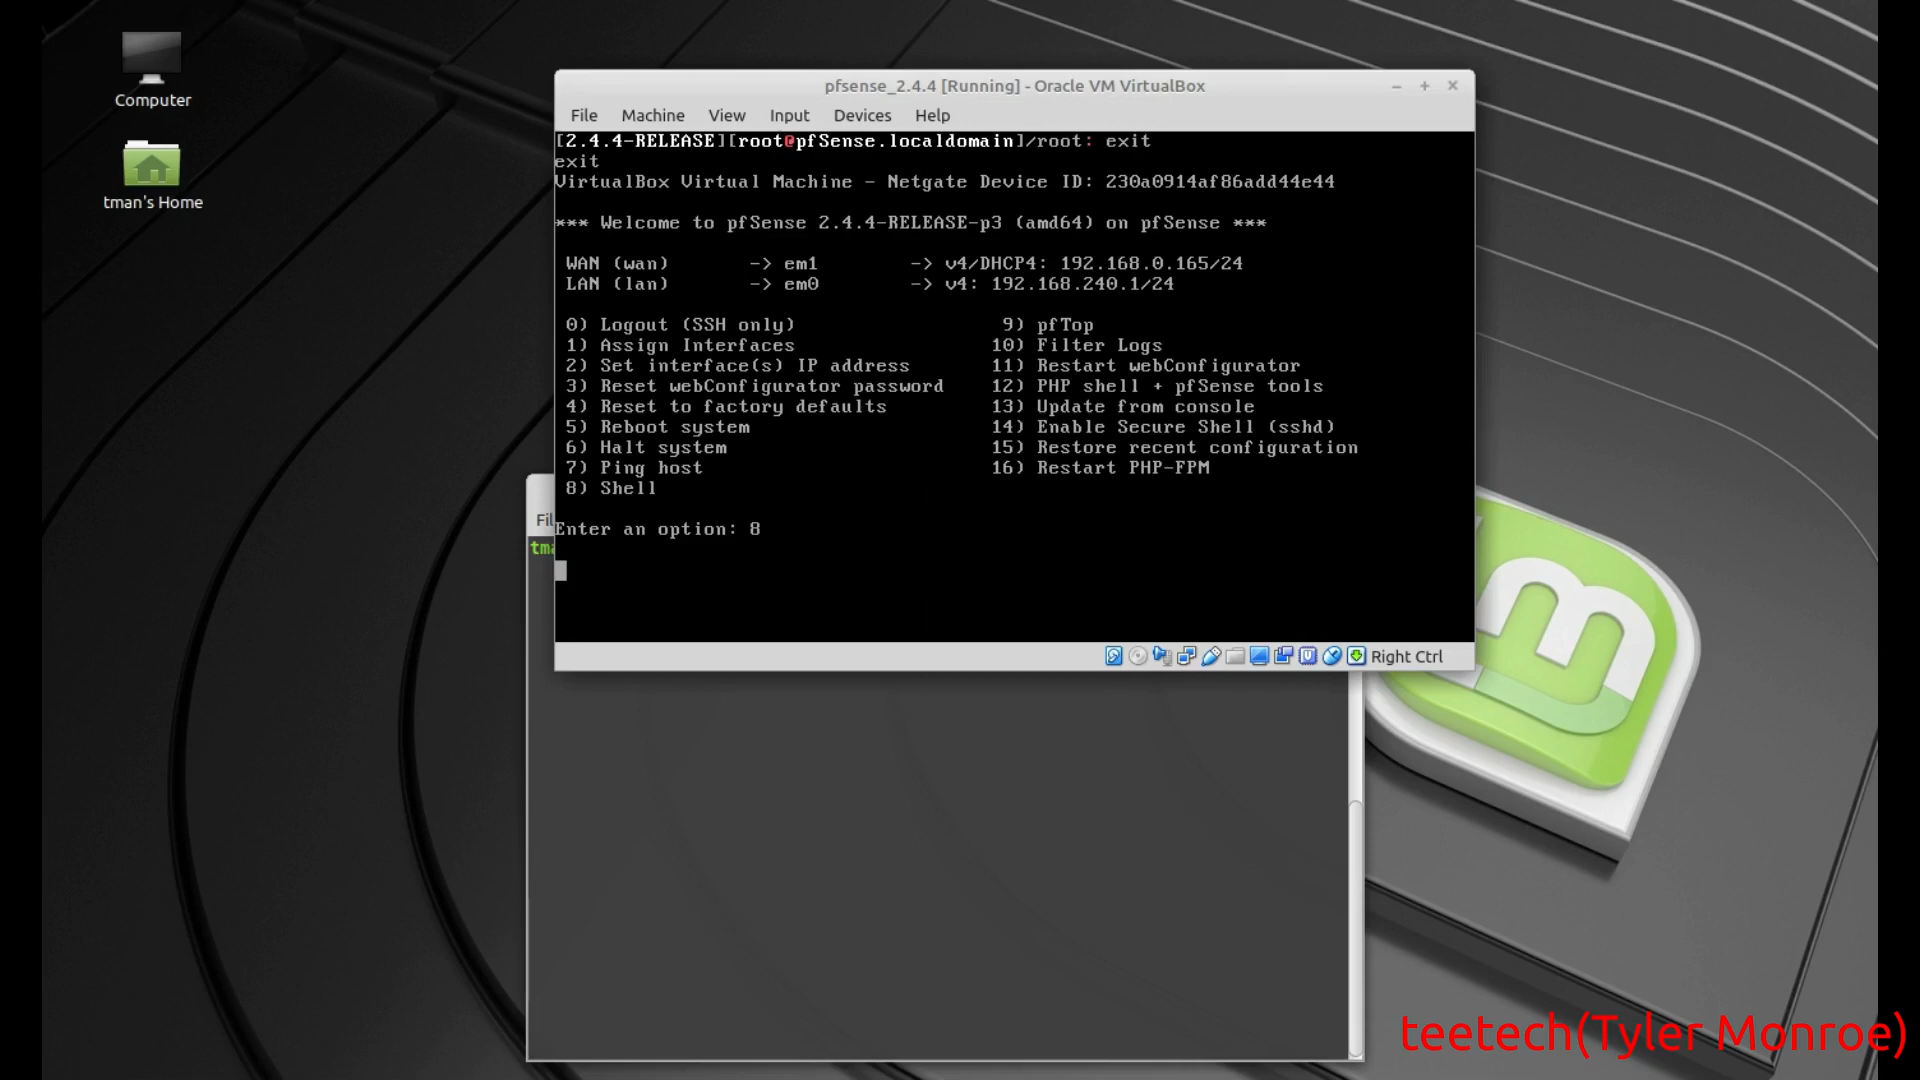 Computer
tman's Home
pfsense_2.4.4 [Running] - Oracle VM VirtualBox
File Machine View Input Devices Help
[2.4.4-RELEASE][root@pfSense.localdomain]/root: exit
exit
VirtualBox Virtual Machine - Netgate Device ID: 230a0914af86add44e44
*** Welcome to pfSense 2.4.4-RELEASE-p3 (amd64) on pfSense ***
WAN (wan) -> em1 -> v4/DHCP4: 192.168.0.165/24
LAN (lan) -> em0 -> v4: 192.168.240.1/24
0) Logout (SSH only) 9) pfTop
1) Assign Interfaces 10) Filter Logs
2) Set interface(s) IP address 11) Restart webConfigurator
3) Reset webConfigurator password 12) PHP shell + pfSense tools
4) Reset to factory defaults 13) Update from console
5) Reboot system 14) Enable Secure Shell (sshd)
6) Halt system 15) Restore recent configuration
7) Ping host 16) Restart PHP-FPM
8) Shell
Enter an option: 8
Right Ctrl
teetech(Tyler Monroe)